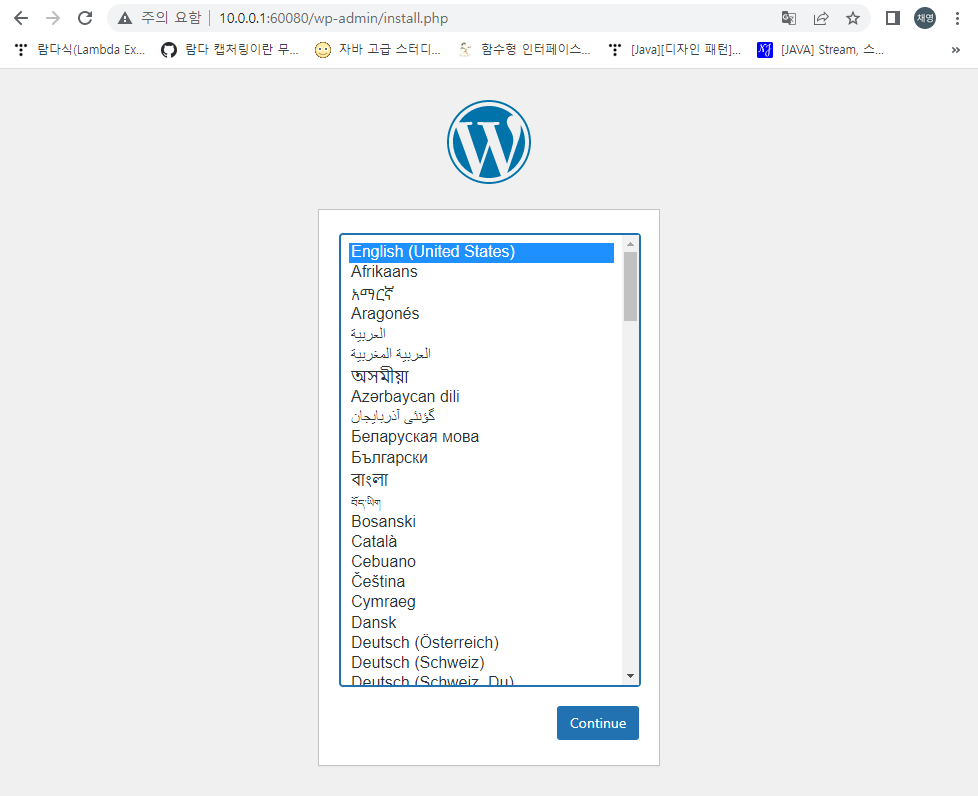 주의 요함 10.0.0.1:60080/wp-admin/install.php 채영
람다식(Lambda Ex... 람다 캡처링이란 무... 자바 고급 스터디... 함수형 인터페이스... [Java][디자인 패턴]... [JAVA] Stream, 스... »
English (United States)
Afrikaans
አማርኛ
Aragonés
العربية
العربية المغربية
অসমীয়া
Azərbaycan dili
گؤنئی آذربایجان
Беларуская мова
Български
বাংলা
བོད་ཡིག
Bosanski
Català
Cebuano
Čeština
Cymraeg
Dansk
Deutsch (Österreich)
Deutsch (Schweiz)
Deutsch (Schweiz, Du)
Continue